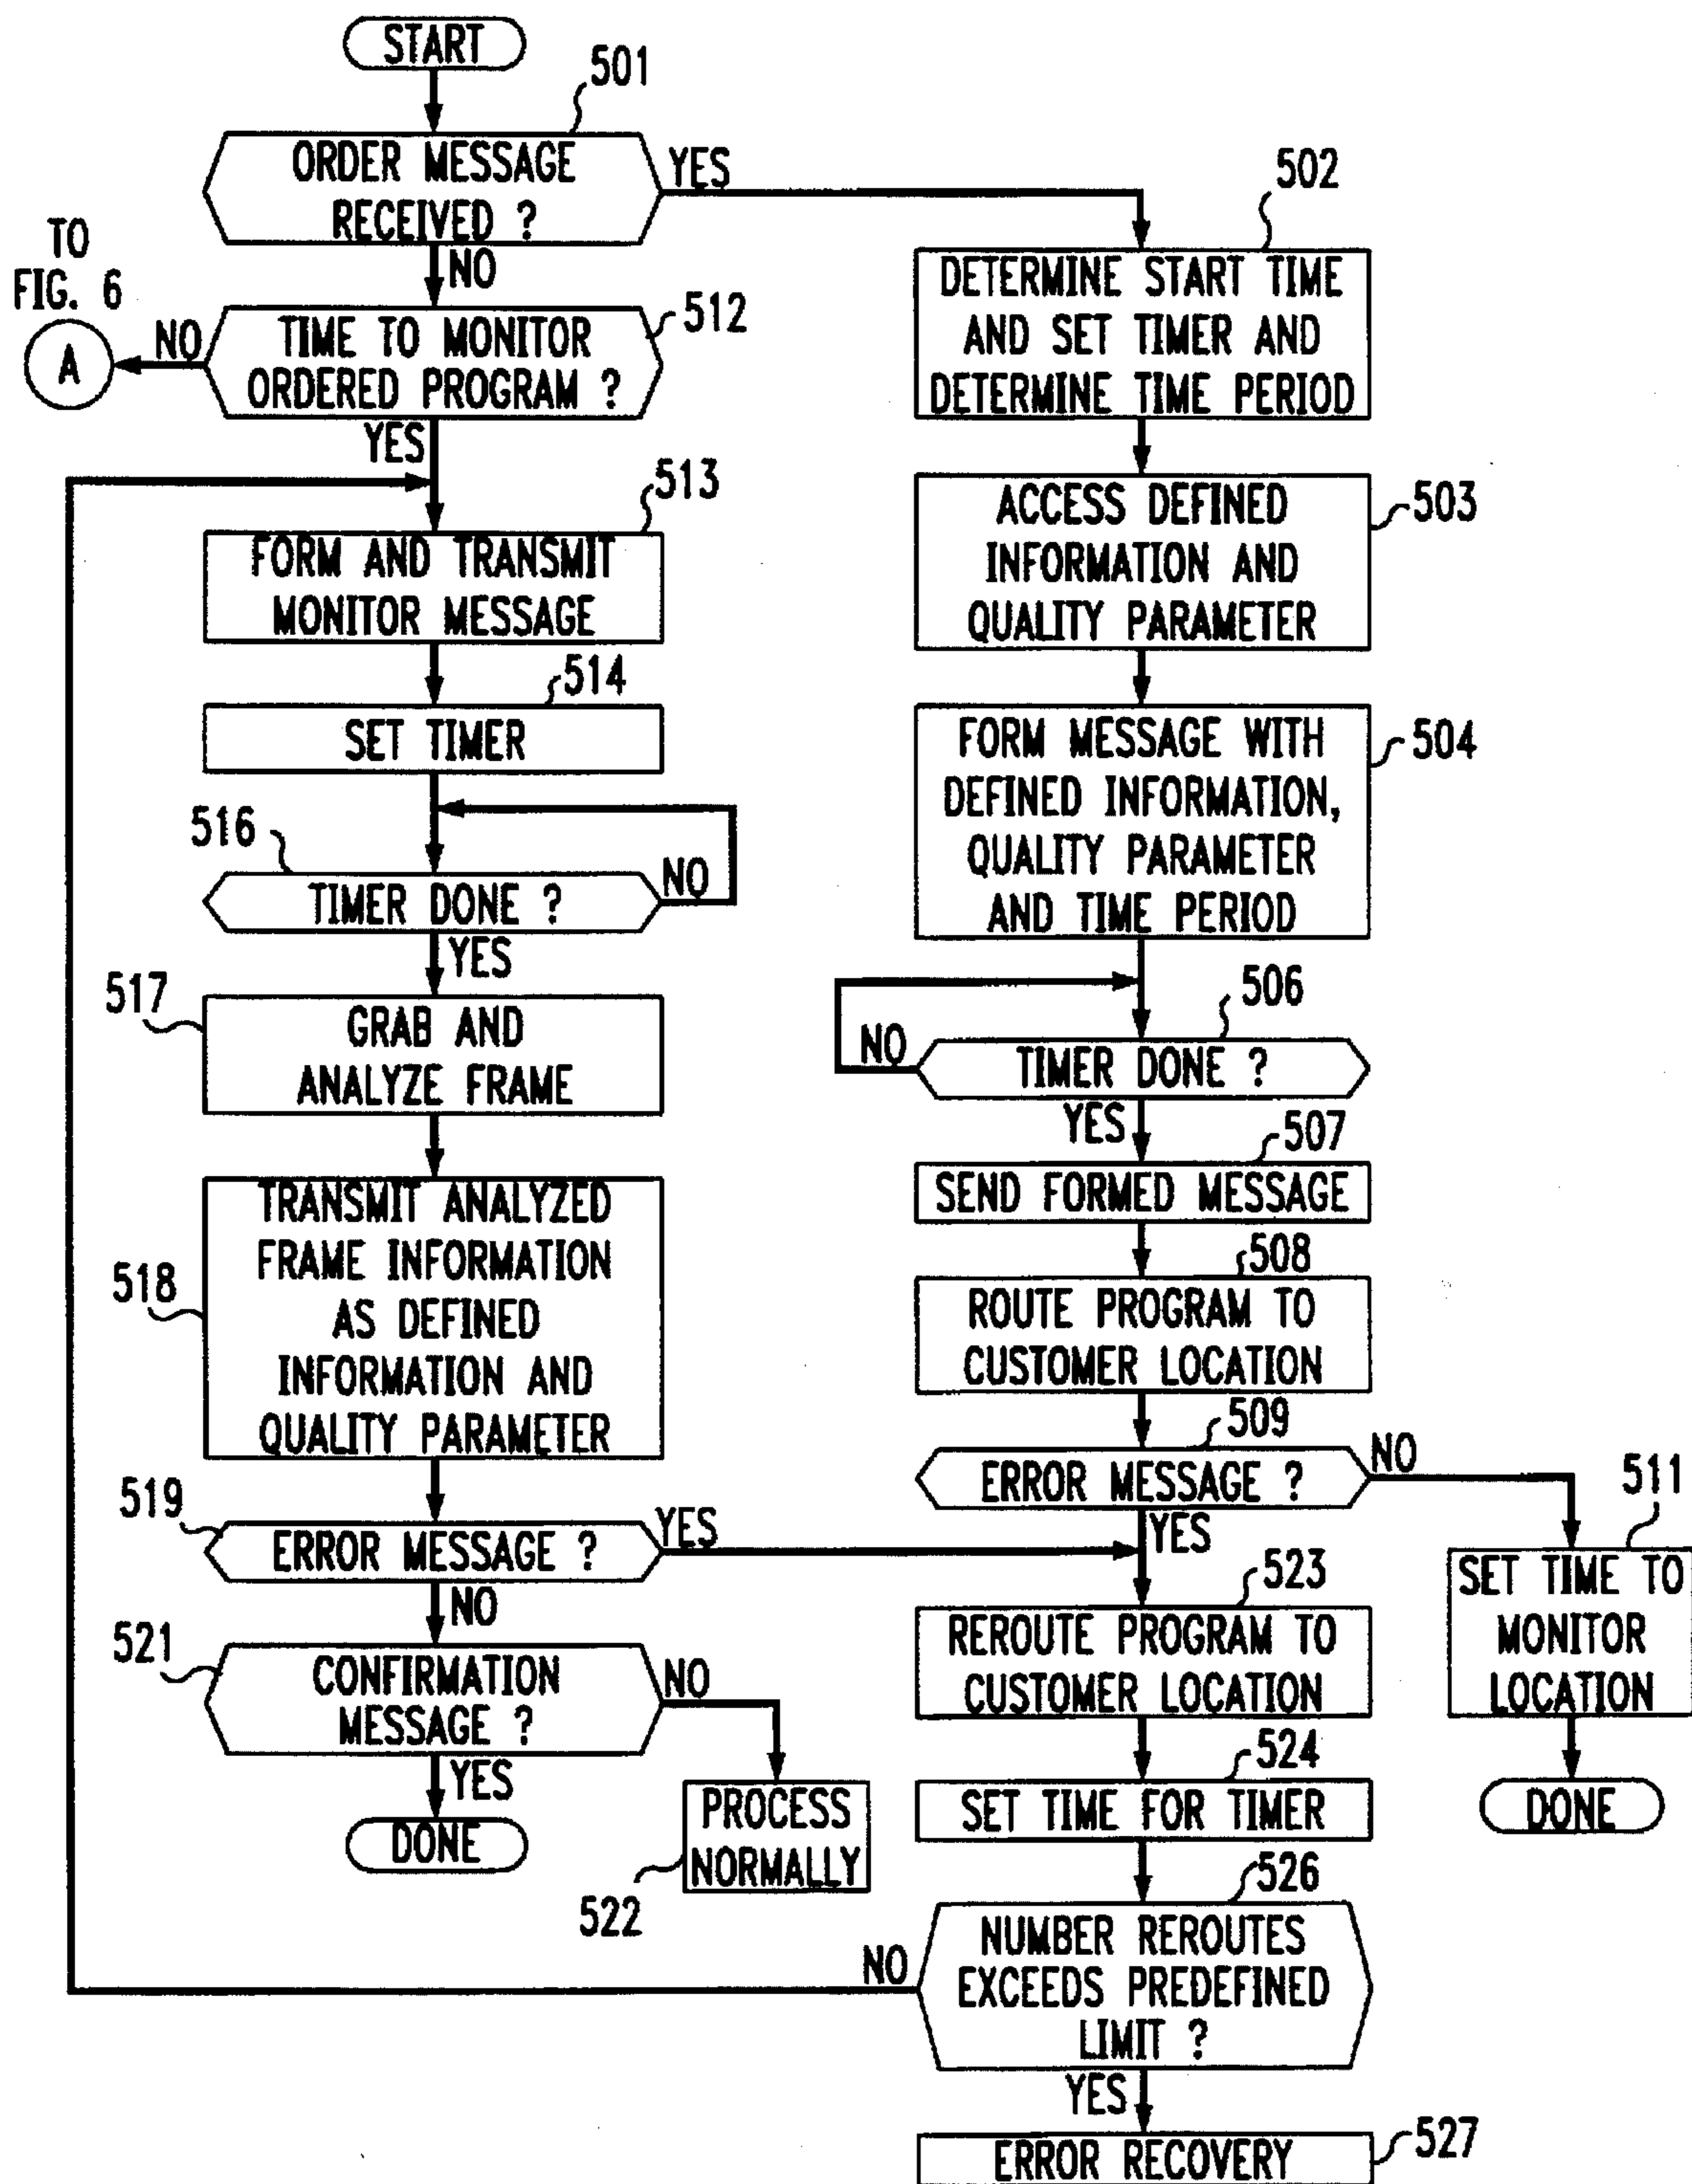 START
501
ORDER MESSAGE
RECEIVED ?
YES
NO
TO
FIG. 6
A
NO
TIME TO MONITOR
ORDERED PROGRAM ?
512
YES
513
FORM AND TRANSMIT
MONITOR MESSAGE
514
SET TIMER
516
TIMER DONE ?
NO
YES
517
GRAB AND
ANALYZE FRAME
518
TRANSMIT ANALYZED
FRAME INFORMATION
AS DEFINED
INFORMATION AND
QUALITY PARAMETER
519
ERROR MESSAGE ?
YES
NO
521
CONFIRMATION
MESSAGE ?
NO
YES
DONE
PROCESS
NORMALLY
522
502
DETERMINE START TIME
AND SET TIMER AND
DETERMINE TIME PERIOD
503
ACCESS DEFINED
INFORMATION AND
QUALITY PARAMETER
504
FORM MESSAGE WITH
DEFINED INFORMATION,
QUALITY PARAMETER
AND TIME PERIOD
506
NO
TIMER DONE ?
YES
507
SEND FORMED MESSAGE
508
ROUTE PROGRAM TO
CUSTOMER LOCATION
509
ERROR MESSAGE ?
NO
YES
511
SET TIME TO
MONITOR
LOCATION
DONE
523
REROUTE PROGRAM TO
CUSTOMER LOCATION
524
SET TIME FOR TIMER
526
NUMBER REROUTES
EXCEEDS PREDEFINED
LIMIT ?
NO
YES
ERROR RECOVERY
527